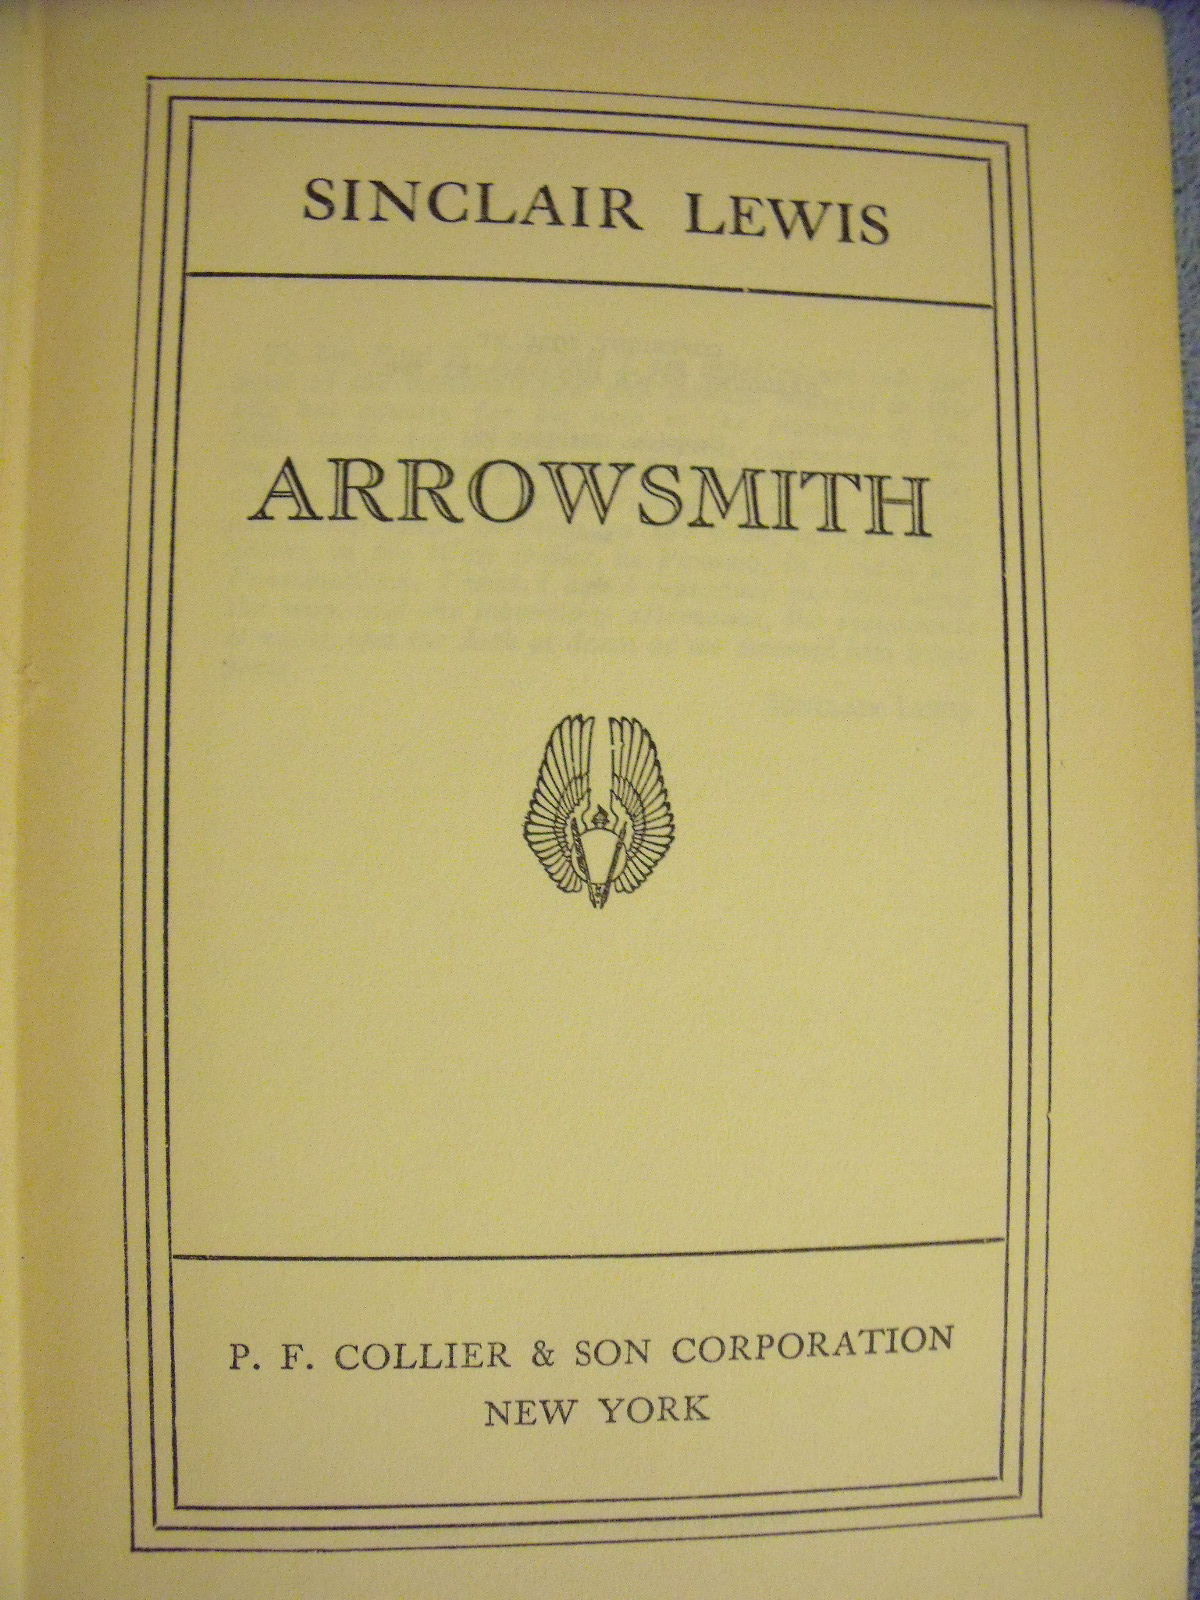 SINCLAIR LEWIS
ARROWSMITH
P. F. COLLIER & SON CORPORATION
NEW YORK